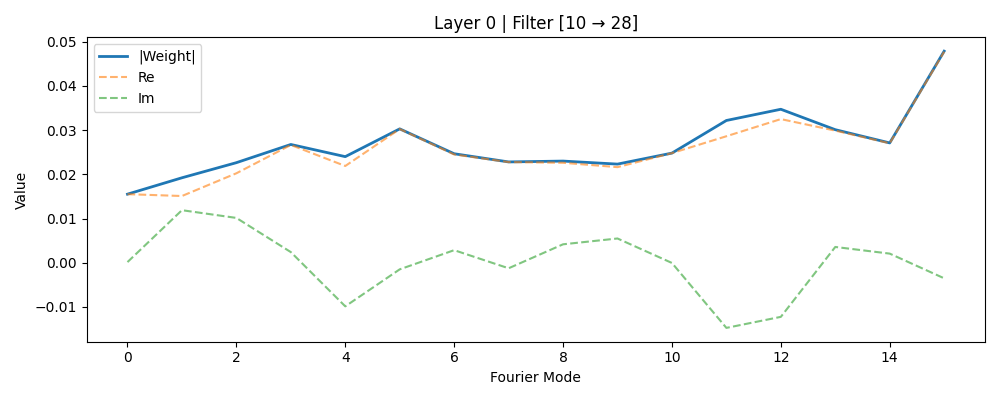 Layer 0 | Filter [10 → 28]
|Weight|
Re
Im
0.05
0.04
0.03
0.02
0.01
0.00
−0.01
Value
0 2 4 6 8 10 12 14
Fourier Mode